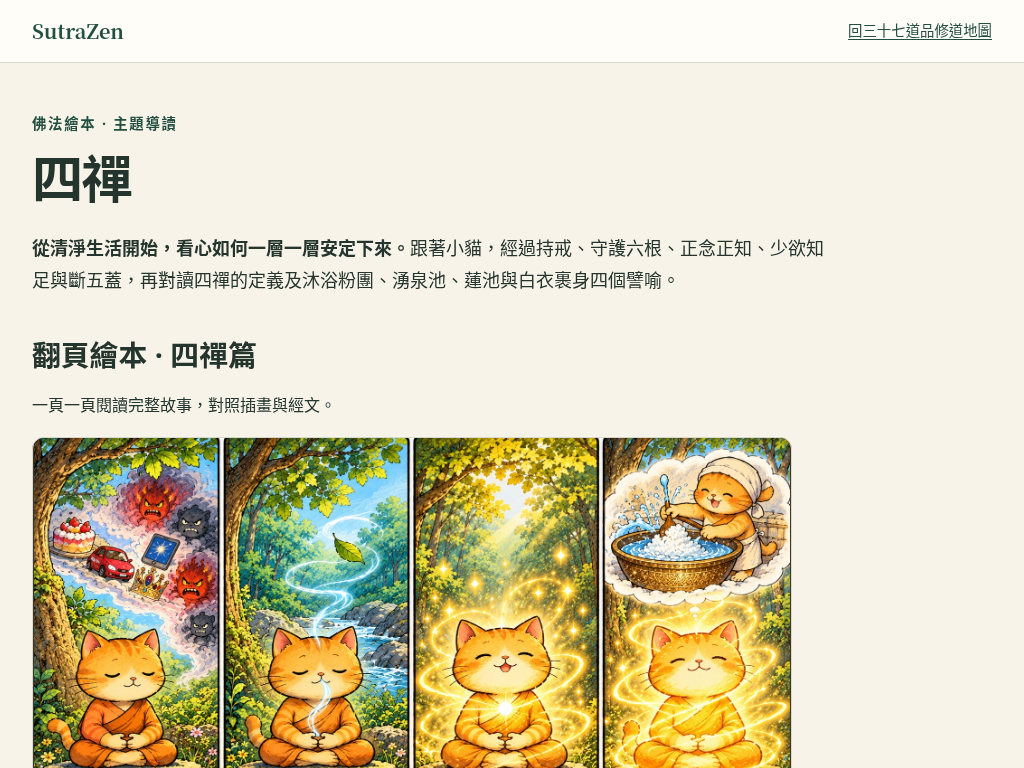 SutraZen
回三十七道品修道地圖
佛法繪本 · 主題導讀
四禪
從清淨生活開始，看心如何一層一層安定下來。跟著小貓，經過持戒、守護六根、正念正知、少欲知
足與斷五蓋，再對讀四禪的定義及沐浴粉團、湧泉池、蓮池與白衣裹身四個譬喻。
翻頁繪本 · 四禪篇
一頁一頁閱讀完整故事，對照插畫與經文。